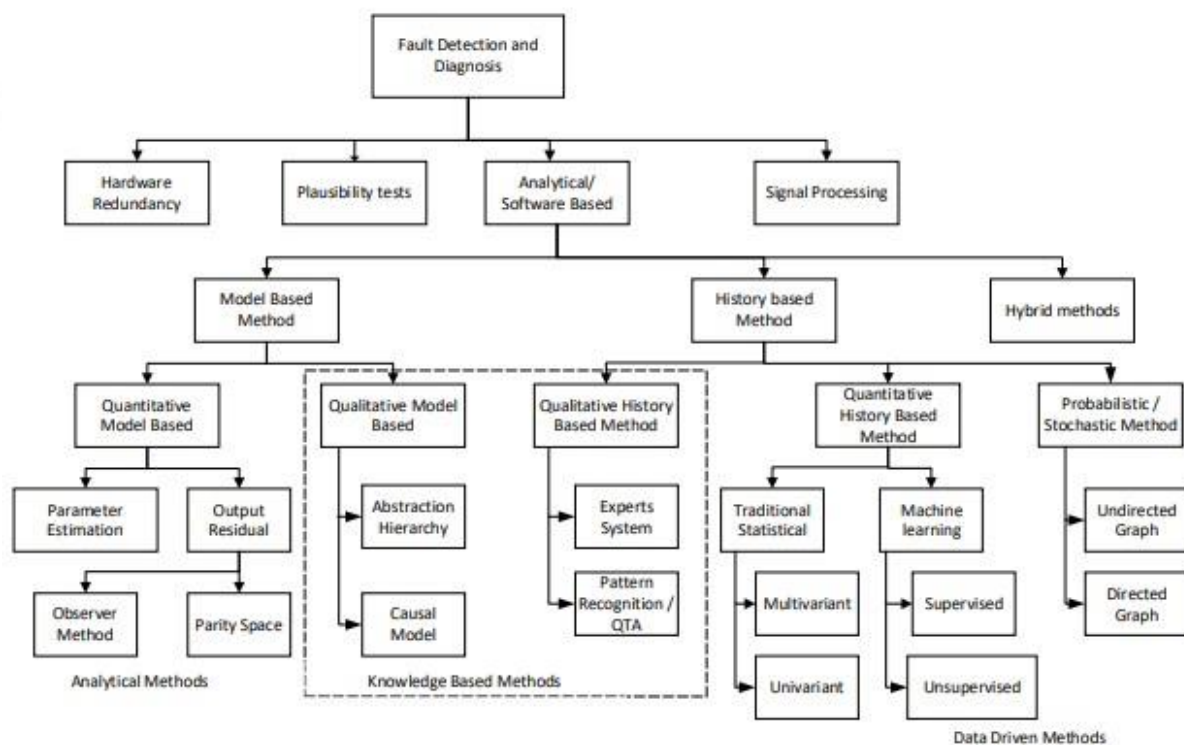 Fault Detection and
Diagnosis
Hardware
Redundancy
Plausibility tests
Analytical/
Software Based
Signal Processing
Model Based
Method
History based
Method
Hybrid methods
Quantitative
Model Based
Qualitative Model
Based
Qualitative History
Based Method
Quantitative
History Based
Method
Probabilistic /
Stochastic Method
Parameter
Estimation
Output
Residual
Abstraction
Hierarchy
Experts
System
Traditional
Statistical
Machine
learning
Undirected
Graph
Observer
Method
Parity Space
Causal
Model
Pattern
Recognition /
QTA
Multivariant
Supervised
Directed
Graph
Analytical Methods
Knowledge Based Methods
Univariant
Unsupervised
Data Driven Methods